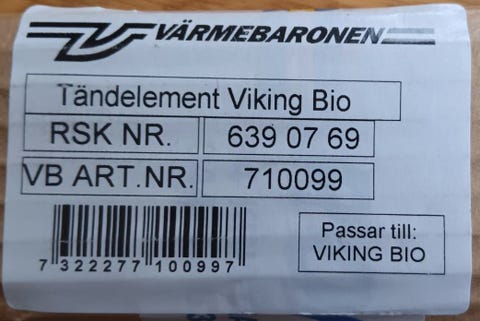 VÄRMEBARONEN
Tändelement Viking Bio
RSK NR. 639 07 69
VB ART.NR. 710099
7 322277 100997
Passar till:
VIKING BIO